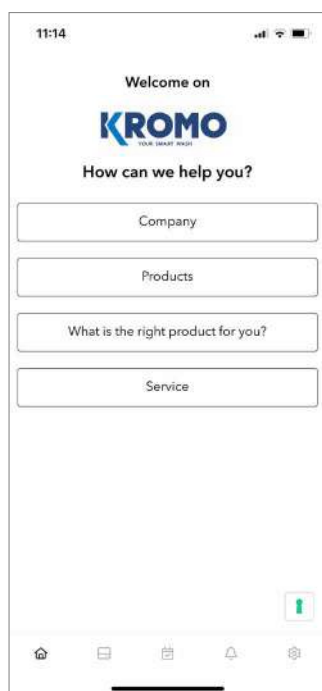 11:14
Welcome on
KROMO
YOUR SMART WASH
How can we help you?
Company
Products
What is the right product for you?
Service